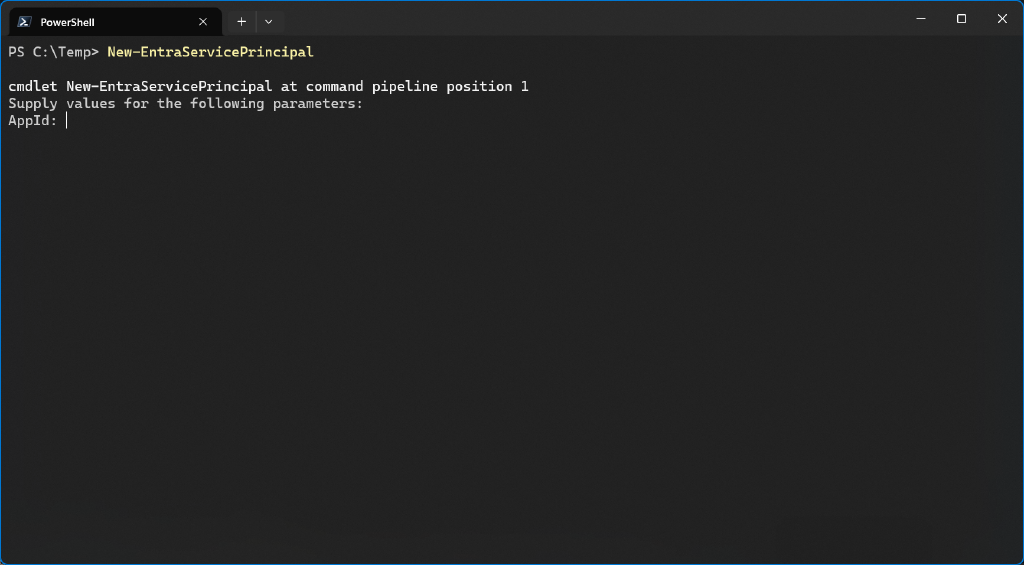 PowerShell
PS C:\Temp> New-EntraServicePrincipal
cmdlet New-EntraServicePrincipal at command pipeline position 1
Supply values for the following parameters:
AppId: